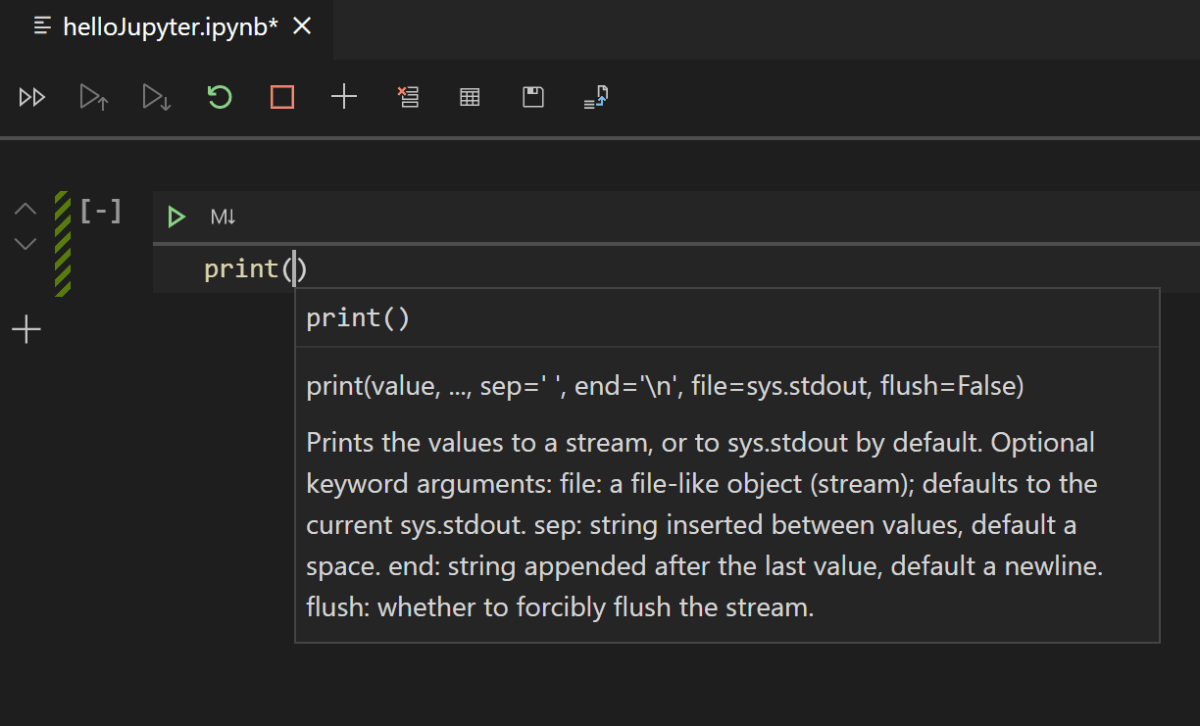 helloJupyter.ipynb*
[-]
M↓
print()
print()
print(value, ..., sep=' ', end='\n', file=sys.stdout, flush=False)
Prints the values to a stream, or to sys.stdout by default. Optional
keyword arguments: file: a file-like object (stream); defaults to the
current sys.stdout. sep: string inserted between values, default a
space. end: string appended after the last value, default a newline.
flush: whether to forcibly flush the stream.